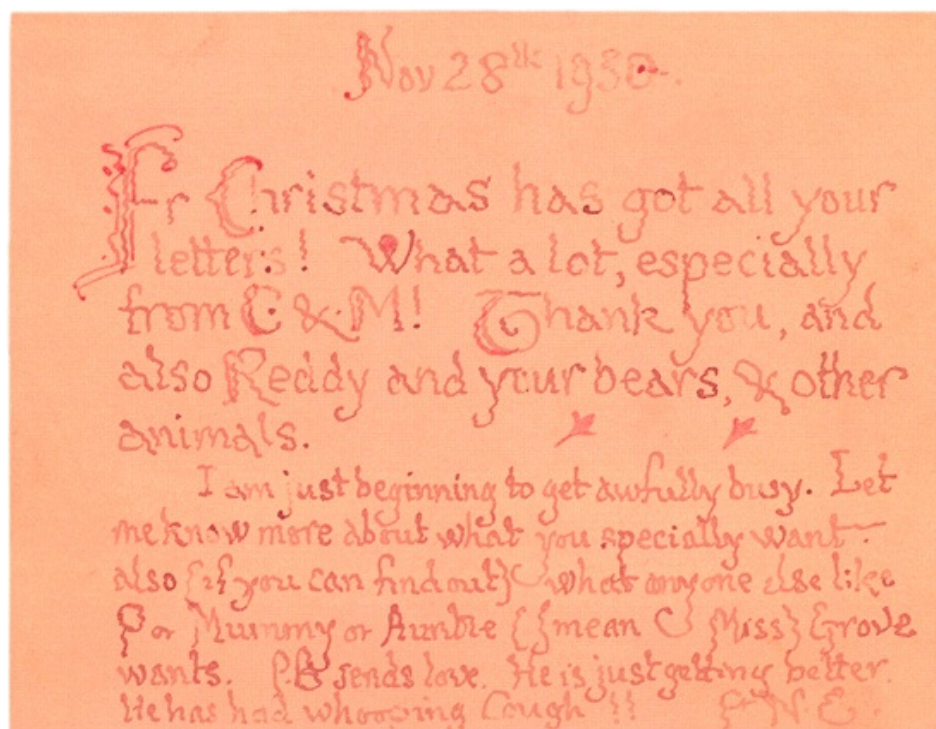 Nov 28th 1930.
Fr Christmas has got all your
letters! What a lot, especially
from C & M! Thank you, and
also Reddy and your bears, & other
animals.
I am just beginning to get awfully busy. Let
me know more about what you specially want –
also {if you can find out} what anyone else like
P or Mummy or Auntie {I mean Miss} Grove
wants. P.B sends love. He is just getting better.
He has had whooping Cough !!